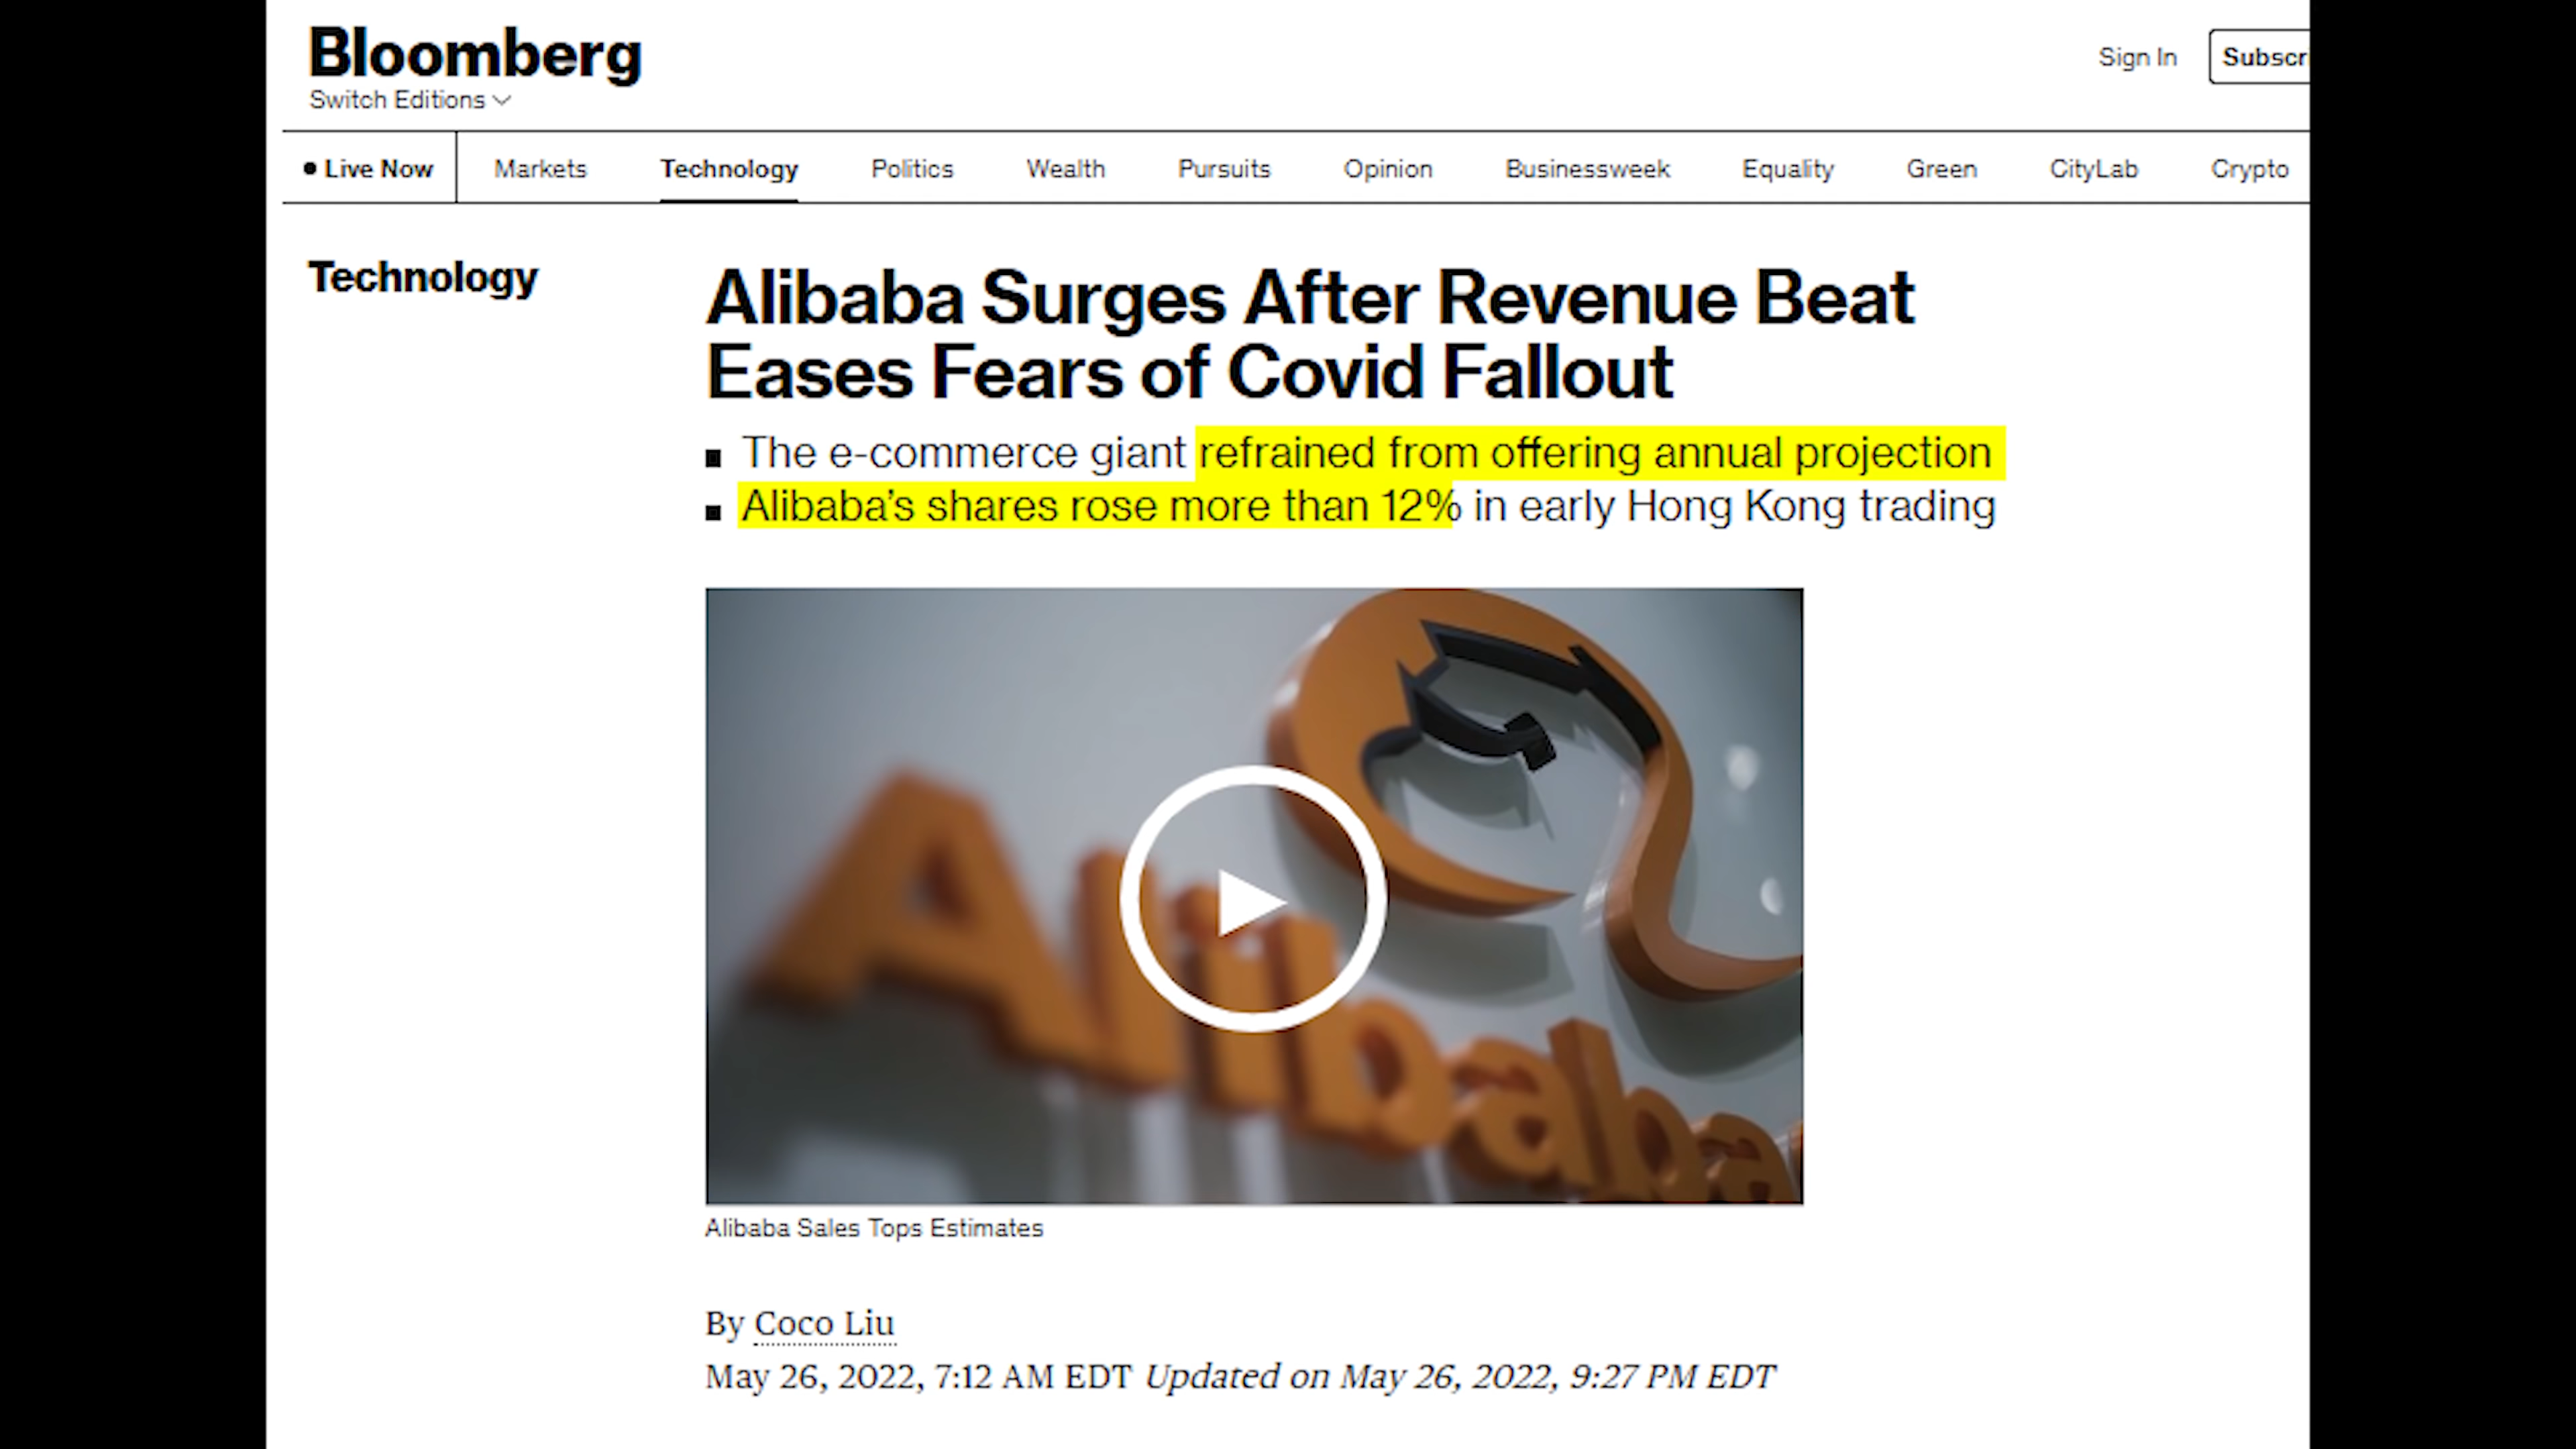 Bloomberg
Switch Editions
Sign In
Subscr
Live Now
Markets
Technology
Politics
Wealth
Pursuits
Opinion
Businessweek
Equality
Green
CityLab
Crypto
Technology
Alibaba Surges After Revenue Beat
Eases Fears of Covid Fallout
The e-commerce giant refrained from offering annual projection
Alibaba's shares rose more than 12% in early Hong Kong trading
Alibaba
Alibaba Sales Tops Estimates
By Coco Liu
May 26, 2022, 7:12 AM EDT Updated on May 26, 2022, 9:27 PM EDT